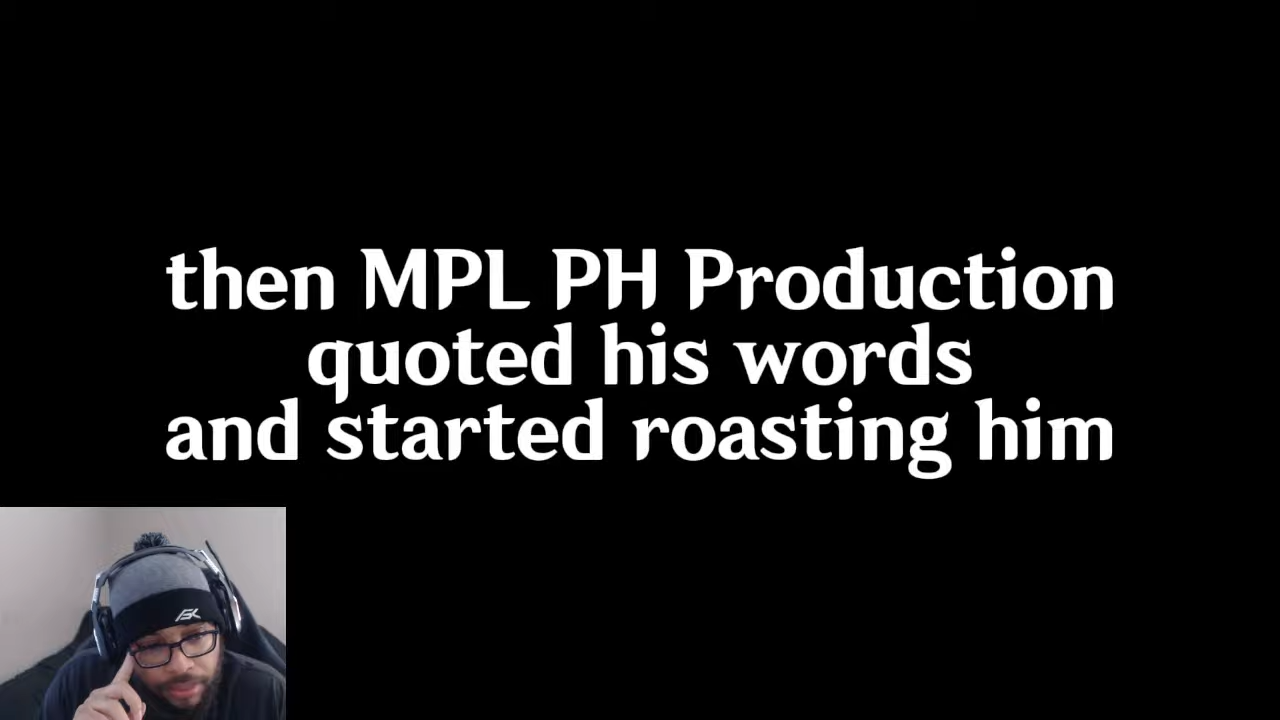 then MPL PH Production
quoted his words
and started roasting him